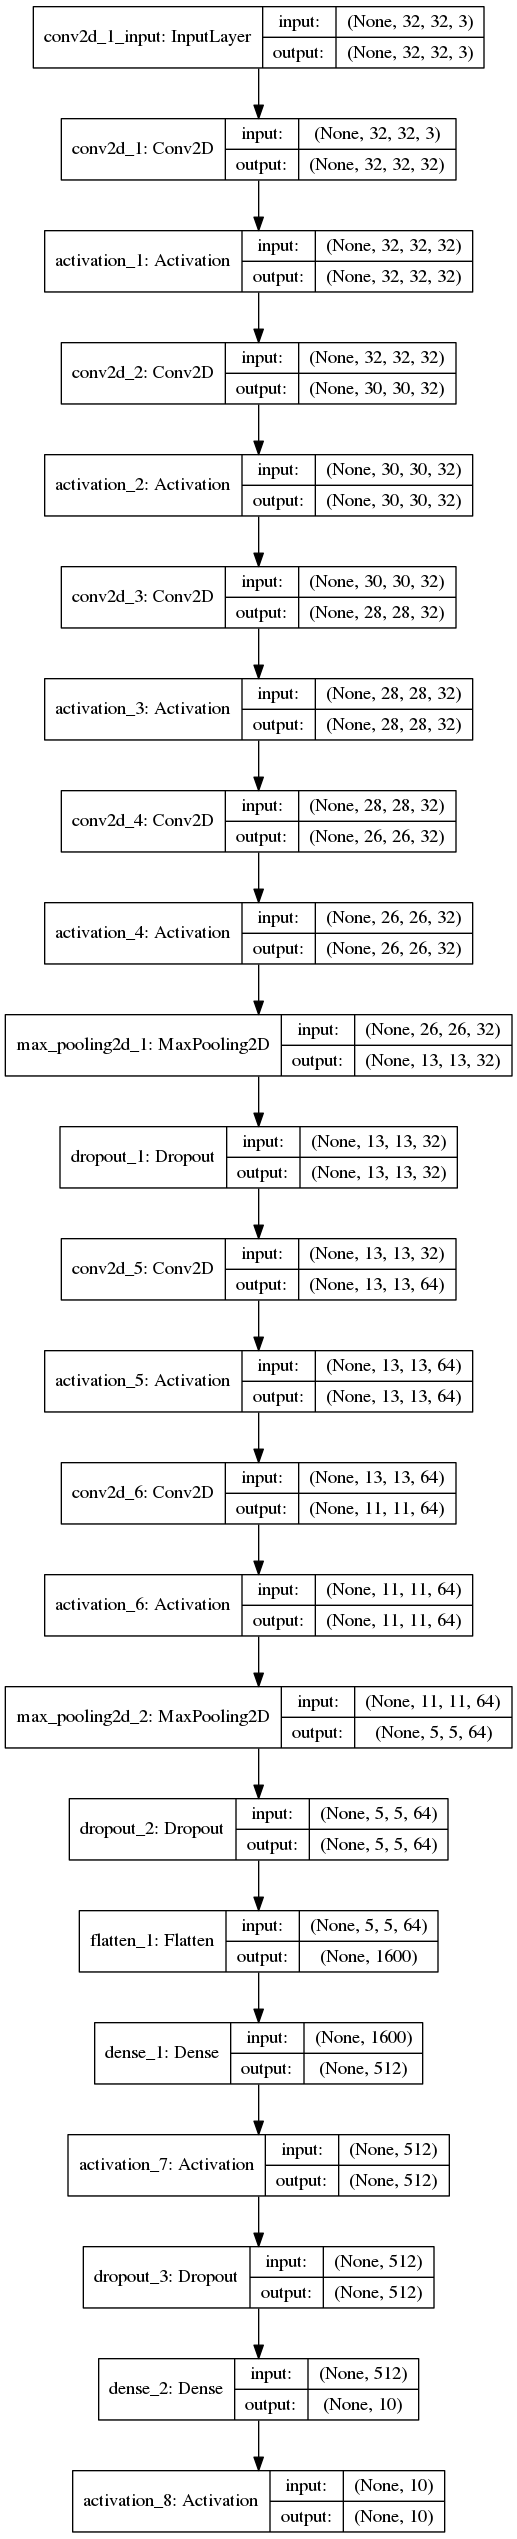 conv2d_1_input: InputLayer input: (None, 32, 32, 3)
output: (None, 32, 32, 3)
conv2d_1: Conv2D input: (None, 32, 32, 3)
output: (None, 32, 32, 32)
activation_1: Activation input: (None, 32, 32, 32)
output: (None, 32, 32, 32)
conv2d_2: Conv2D input: (None, 32, 32, 32)
output: (None, 30, 30, 32)
activation_2: Activation input: (None, 30, 30, 32)
output: (None, 30, 30, 32)
conv2d_3: Conv2D input: (None, 30, 30, 32)
output: (None, 28, 28, 32)
activation_3: Activation input: (None, 28, 28, 32)
output: (None, 28, 28, 32)
conv2d_4: Conv2D input: (None, 28, 28, 32)
output: (None, 26, 26, 32)
activation_4: Activation input: (None, 26, 26, 32)
output: (None, 26, 26, 32)
max_pooling2d_1: MaxPooling2D input: (None, 26, 26, 32)
output: (None, 13, 13, 32)
dropout_1: Dropout input: (None, 13, 13, 32)
output: (None, 13, 13, 32)
conv2d_5: Conv2D input: (None, 13, 13, 32)
output: (None, 13, 13, 64)
activation_5: Activation input: (None, 13, 13, 64)
output: (None, 13, 13, 64)
conv2d_6: Conv2D input: (None, 13, 13, 64)
output: (None, 11, 11, 64)
activation_6: Activation input: (None, 11, 11, 64)
output: (None, 11, 11, 64)
max_pooling2d_2: MaxPooling2D input: (None, 11, 11, 64)
output: (None, 5, 5, 64)
dropout_2: Dropout input: (None, 5, 5, 64)
output: (None, 5, 5, 64)
flatten_1: Flatten input: (None, 5, 5, 64)
output: (None, 1600)
dense_1: Dense input: (None, 1600)
output: (None, 512)
activation_7: Activation input: (None, 512)
output: (None, 512)
dropout_3: Dropout input: (None, 512)
output: (None, 512)
dense_2: Dense input: (None, 512)
output: (None, 10)
activation_8: Activation input: (None, 10)
output: (None, 10)